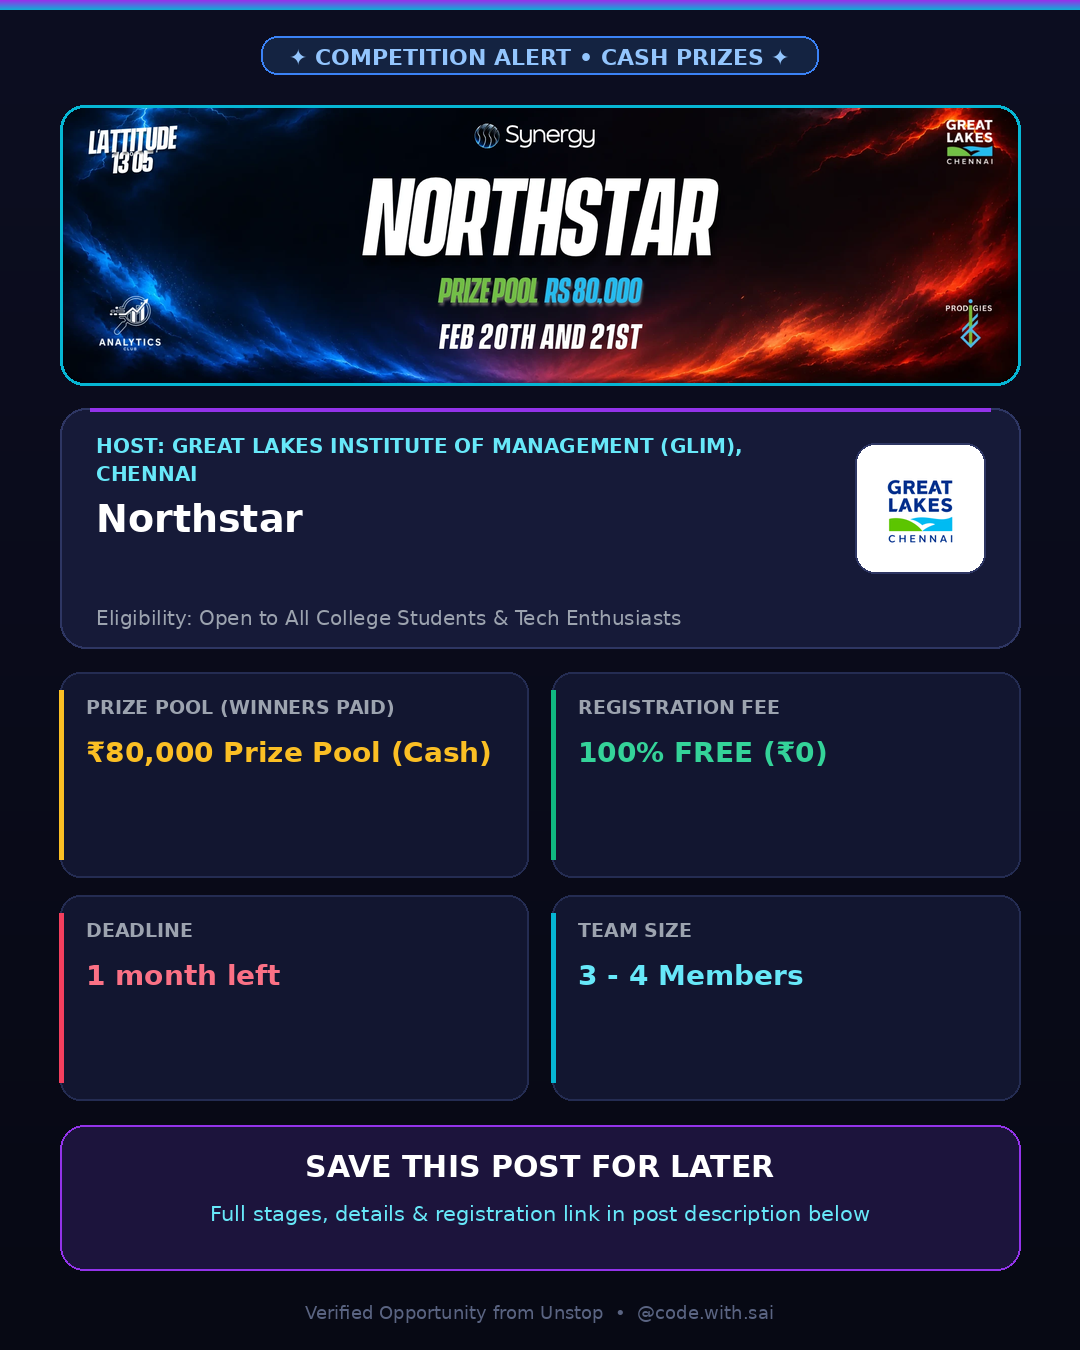 ✦ COMPETITION ALERT • CASH PRIZES ✦
L'ATTITUDE
13'05
Synergy
GREAT
LAKES
CHENNAI
NORTHSTAR
PRIZE POOL RS 80,000
FEB 20TH AND 21ST
ANALYTICS
CLUB
PRODIGIES
HOST: GREAT LAKES INSTITUTE OF MANAGEMENT (GLIM),
CHENNAI
Northstar
Eligibility: Open to All College Students & Tech Enthusiasts
GREAT
LAKES
CHENNAI
PRIZE POOL (WINNERS PAID)
₹80,000 Prize Pool (Cash)
REGISTRATION FEE
100% FREE (₹0)
DEADLINE
1 month left
TEAM SIZE
3 - 4 Members
SAVE THIS POST FOR LATER
Full stages, details & registration link in post description below
Verified Opportunity from Unstop • @code.with.sai